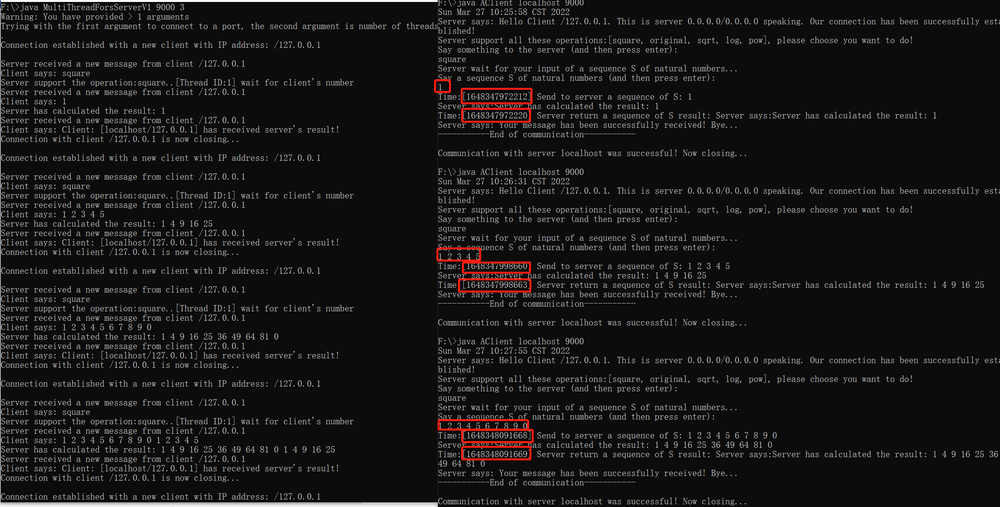 F:\>java MultiThreadForsServerV1 9000 3
Warning: You have provided > 1 arguments
Trying with the first argument to connect to a port, the second argument is number of threads
.
Connection established with a new client with IP address: /127.0.0.1
Server received a new message from client /127.0.0.1
Client says: square
Server support the operation:square..[Thread ID:1] wait for client's number
Server received a new message from client /127.0.0.1
Client says: 1
Server has calculated the result: 1
Server received a new message from client /127.0.0.1
Client says: Client: [localhost/127.0.0.1] has received server's result!
Connection with client /127.0.0.1 is now closing...
Connection established with a new client with IP address: /127.0.0.1
Server received a new message from client /127.0.0.1
Client says: square
Server support the operation:square..[Thread ID:1] wait for client's number
Server received a new message from client /127.0.0.1
Client says: 1 2 3 4 5
Server has calculated the result: 1 4 9 16 25
Server received a new message from client /127.0.0.1
Client says: Client: [localhost/127.0.0.1] has received server's result!
Connection with client /127.0.0.1 is now closing...
Connection established with a new client with IP address: /127.0.0.1
Server received a new message from client /127.0.0.1
Client says: square
Server support the operation:square..[Thread ID:1] wait for client's number
Server received a new message from client /127.0.0.1
Client says: 1 2 3 4 5 6 7 8 9 0
Server has calculated the result: 1 4 9 16 25 36 49 64 81 0
Server received a new message from client /127.0.0.1
Client says: Client: [localhost/127.0.0.1] has received server's result!
Connection with client /127.0.0.1 is now closing...
Connection established with a new client with IP address: /127.0.0.1
Server received a new message from client /127.0.0.1
Client says: square
Server support the operation:square..[Thread ID:1] wait for client's number
Server received a new message from client /127.0.0.1
Client says: 1 2 3 4 5 6 7 8 9 0 1 2 3 4 5
Server has calculated the result: 1 4 9 16 25 36 49 64 81 0 1 4 9 16 25
Server received a new message from client /127.0.0.1
Client says: Client: [localhost/127.0.0.1] has received server's result!
Connection with client /127.0.0.1 is now closing...
Connection established with a new client with IP address: /127.0.0.1
F:\>java AClient localhost 9000
Sun Mar 27 10:25:58 CST 2022
Server says: Hello Client /127.0.0.1. This is server 0.0.0.0/0.0.0.0 speaking. Our connection has been successfully esta
blished!
Server support all these operations:[square, original, sqrt, log, pow], please choose you want to do!
Say something to the server (and then press enter):
square
Server wait for your input of a sequence S of natural numbers...
Say a sequence S of natural numbers (and then press enter):
1
Time:[1648347972212] Send to server a sequence of S: 1
Server says:Server has calculated the result: 1
Time:[1648347972220] Server return a sequence of S result: Server says:Server has calculated the result: 1
Server says: Your message has been successfully received! Bye...
-----------End of communication-----------
Communication with server localhost was successful! Now closing...
F:\>java AClient localhost 9000
Sun Mar 27 10:26:31 CST 2022
Server says: Hello Client /127.0.0.1. This is server 0.0.0.0/0.0.0.0 speaking. Our connection has been successfully esta
blished!
Server support all these operations:[square, original, sqrt, log, pow], please choose you want to do!
Say something to the server (and then press enter):
square
Server wait for your input of a sequence S of natural numbers...
Say a sequence S of natural numbers (and then press enter):
1 2 3 4 5
Time:[1648347998660] Send to server a sequence of S: 1 2 3 4 5
Server says:Server has calculated the result: 1 4 9 16 25
Time:[1648347998663] Server return a sequence of S result: Server says:Server has calculated the result: 1 4 9 16 25
Server says: Your message has been successfully received! Bye...
-----------End of communication-----------
Communication with server localhost was successful! Now closing...
F:\>java AClient localhost 9000
Sun Mar 27 10:27:55 CST 2022
Server says: Hello Client /127.0.0.1. This is server 0.0.0.0/0.0.0.0 speaking. Our connection has been successfully esta
blished!
Server support all these operations:[square, original, sqrt, log, pow], please choose you want to do!
Say something to the server (and then press enter):
square
Server wait for your input of a sequence S of natural numbers...
Say a sequence S of natural numbers (and then press enter):
1 2 3 4 5 6 7 8 9 0
Time:[1648348091668] Send to server a sequence of S: 1 2 3 4 5 6 7 8 9 0
Server says:Server has calculated the result: 1 4 9 16 25 36 49 64 81 0
Time:[1648348091669] Server return a sequence of S result: Server says:Server has calculated the result: 1 4 9 16 25 36
49 64 81 0
Server says: Your message has been successfully received! Bye...
-----------End of communication-----------
Communication with server localhost was successful! Now closing...